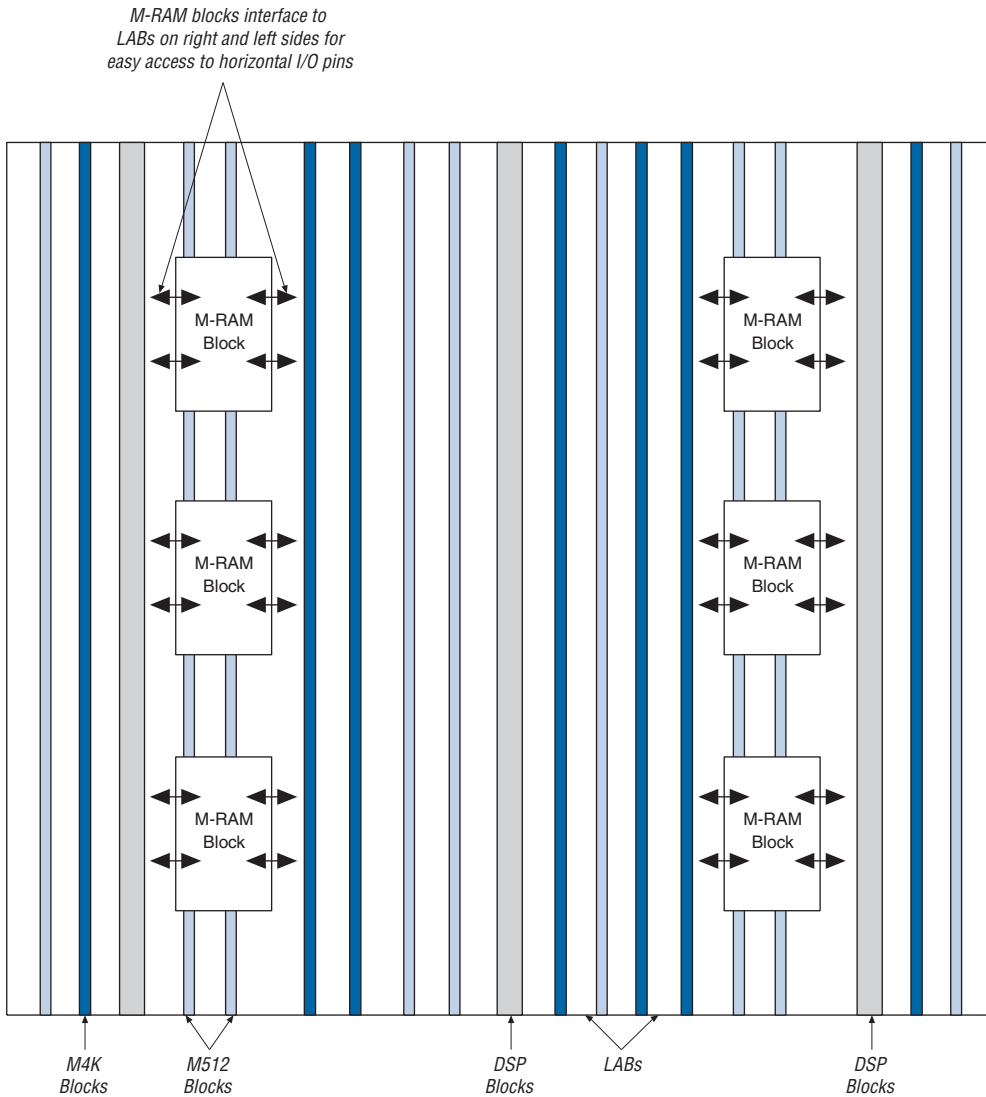 M-RAM blocks interface to
LABs on right and left sides for
easy access to horizontal I/O pins
M-RAM
Block
M-RAM
Block
M-RAM
Block
M-RAM
Block
M-RAM
Block
M-RAM
Block
M4K
Blocks
M512
Blocks
DSP
Blocks
LABs
DSP
Blocks